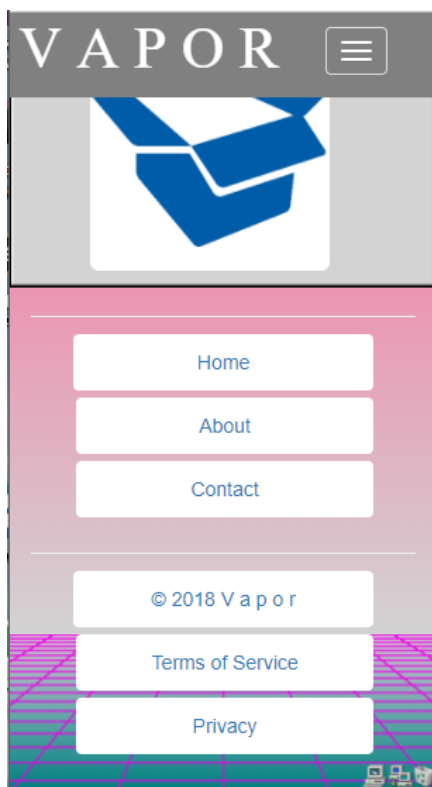 V A P O R
Home
About
Contact
© 2018 V a p o r
Terms of Service
Privacy